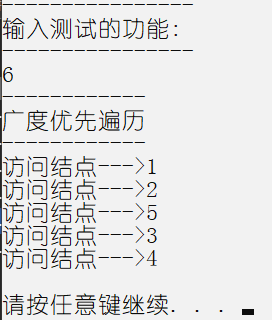 ----------------
输入测试的功能：
----------------
6
------------
广度优先遍历
------------
访问结点--->1
访问结点--->2
访问结点--->5
访问结点--->3
访问结点--->4
请按任意键继续. . .